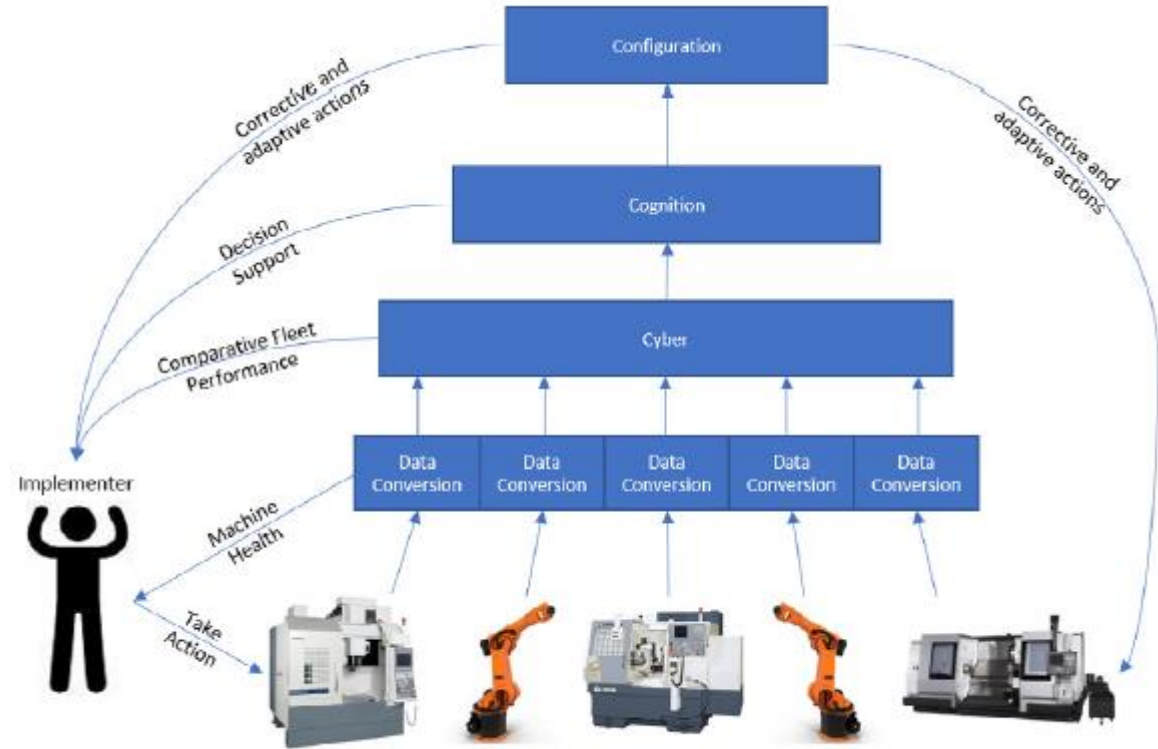 Configuration
Corrective and
adaptive actions
Corrective and
adaptive actions
Cognition
Decision
Support
Cyber
Comparative Fleet
Performance
Data
Conversion
Data
Conversion
Data
Conversion
Data
Conversion
Data
Conversion
Implementer
Machine
Health
Take
Action